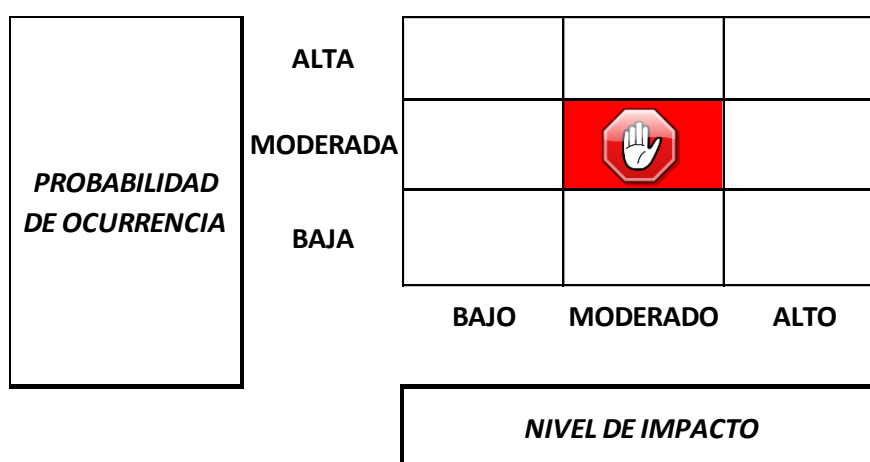 ALTA
MODERADA
PROBABILIDAD
DE OCURRENCIA
BAJA
BAJO MODERADO ALTO
NIVEL DE IMPACTO